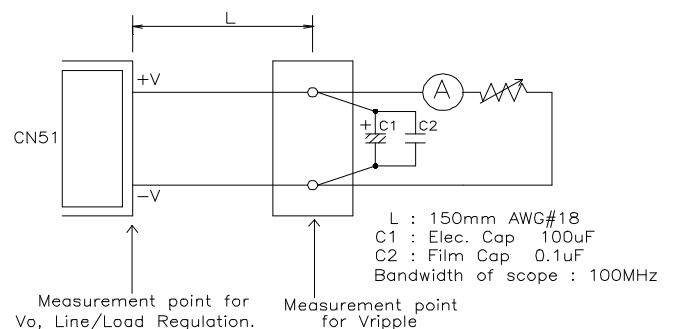 L
+V
A
CN51
+ C1 C2
-V
L : 150mm AWG#18
C1 : Elec. Cap 100uF
C2 : Film Cap 0.1uF
Bandwidth of scope : 100MHz
Measurement point for
Vo, Line/Load Regulation.
Measurement point
for Vripple